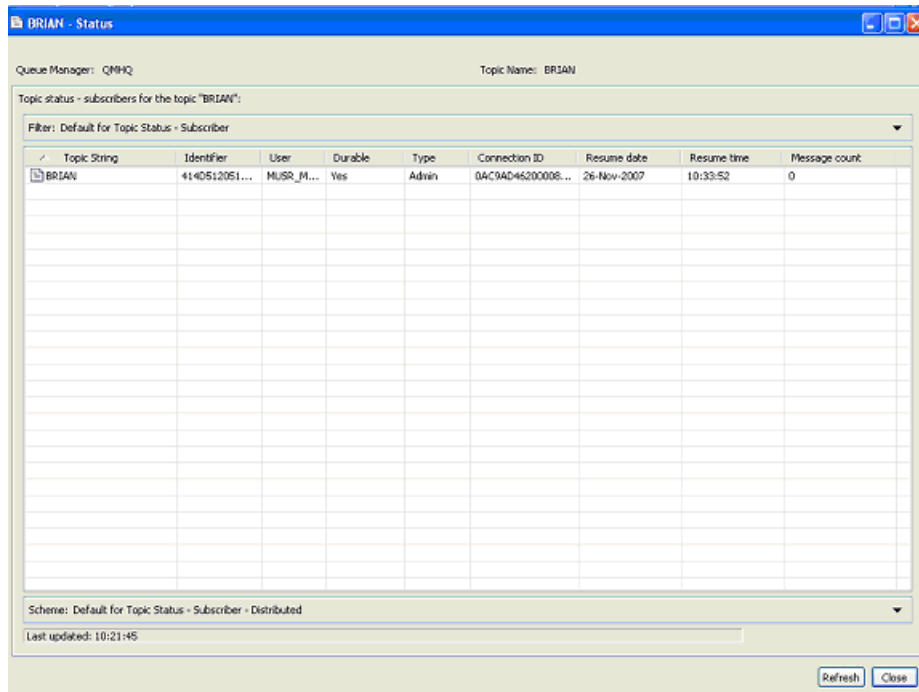 BRIAN - Status
Queue Manager: QMHQ Topic Name: BRIAN
Topic status - subscribers for the topic "BRIAN":
Filter: Default for Topic Status - Subscriber
Topic String Identifier User Durable Type Connection ID Resume date Resume time Message count
BRIAN 414D512051... MUSR_M... Yes Admin 0AC9AD46200008... 26-Nov-2007 10:33:52 0
Scheme: Default for Topic Status - Subscriber - Distributed
Last updated: 10:21:45
Refresh Close